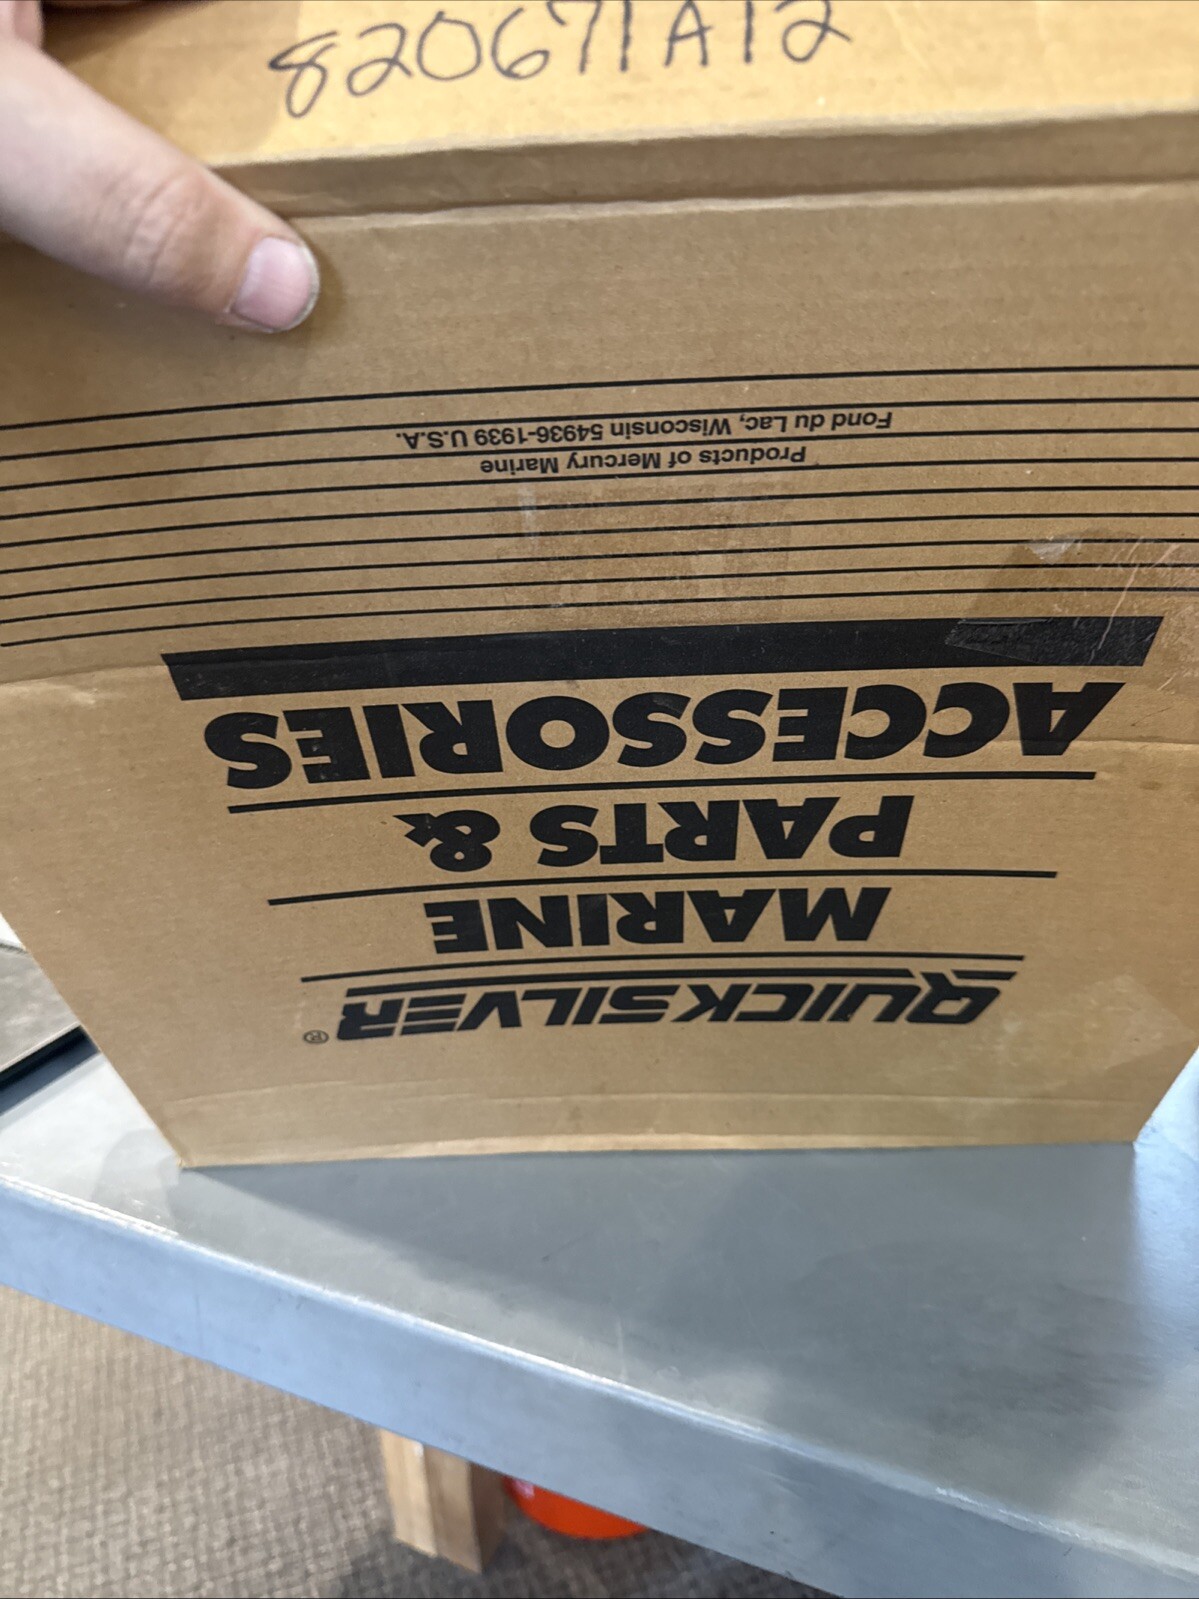 820671A12
QUICKSILVER®
MARINE
PARTS &
ACCESSORIES
Products of Mercury Marine
Fond du Lac, Wisconsin 54936-1939 U.S.A.